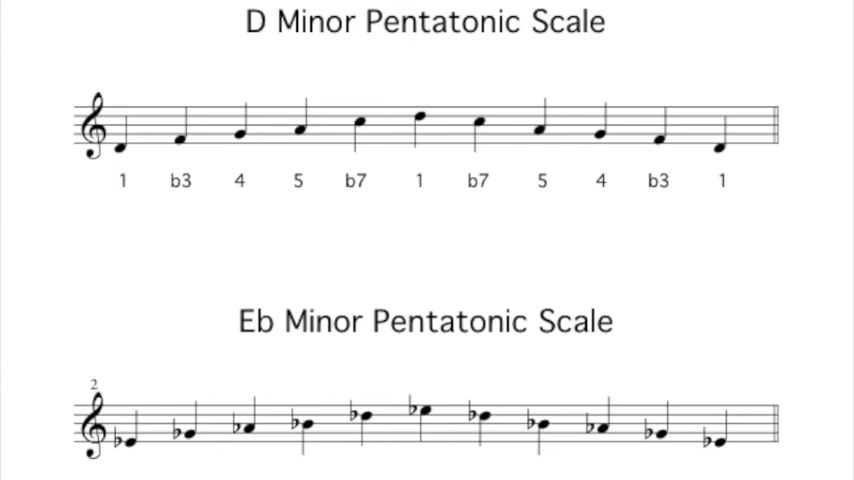 D Minor Pentatonic Scale
1 b3 4 5 b7 1 b7 5 4 b3 1
Eb Minor Pentatonic Scale
2